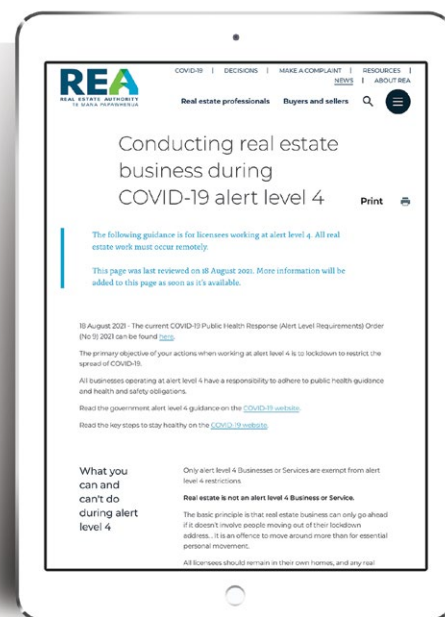 COVID-19 | DECISIONS | MAKE A COMPLAINT | RESOURCES |
NEWS | ABOUT REA
REA
REAL ESTATE AUTHORITY
TE MANA PAPAWHENUA
Real estate professionals Buyers and sellers
Conducting real estate
business during
COVID-19 alert level 4
Print
The following guidance is for licensees working at alert level 4. All real
estate work must occur remotely.
This page was last reviewed on 18 August 2021. More information will be
added to this page as soon as it's available.
18 August 2021 - The current COVID-19 Public Health Response (Alert Level Requirements) Order
(No 9) 2021 can be found here.
The primary objective of your actions when working at alert level 4 is to lockdown to restrict the
spread of COVID-19.
All businesses operating at alert level 4 have a responsibility to adhere to public health guidance
and health and safety obligations.
Read the government alert level 4 guidance on the COVID-19 website.
Read the key steps to stay healthy on the COVID-19 website.
What you
can and
can't do
during alert
level 4
Only alert level 4 Businesses or Services are exempt from alert
level 4 restrictions.
Real estate is not an alert level 4 Business or Service.
The basic principle is that real estate business can only go ahead
if it doesn't involve people moving out of their lockdown
address... It is an offence to move around more than for essential
personal movement.
All licensees should remain in their own homes, and any real